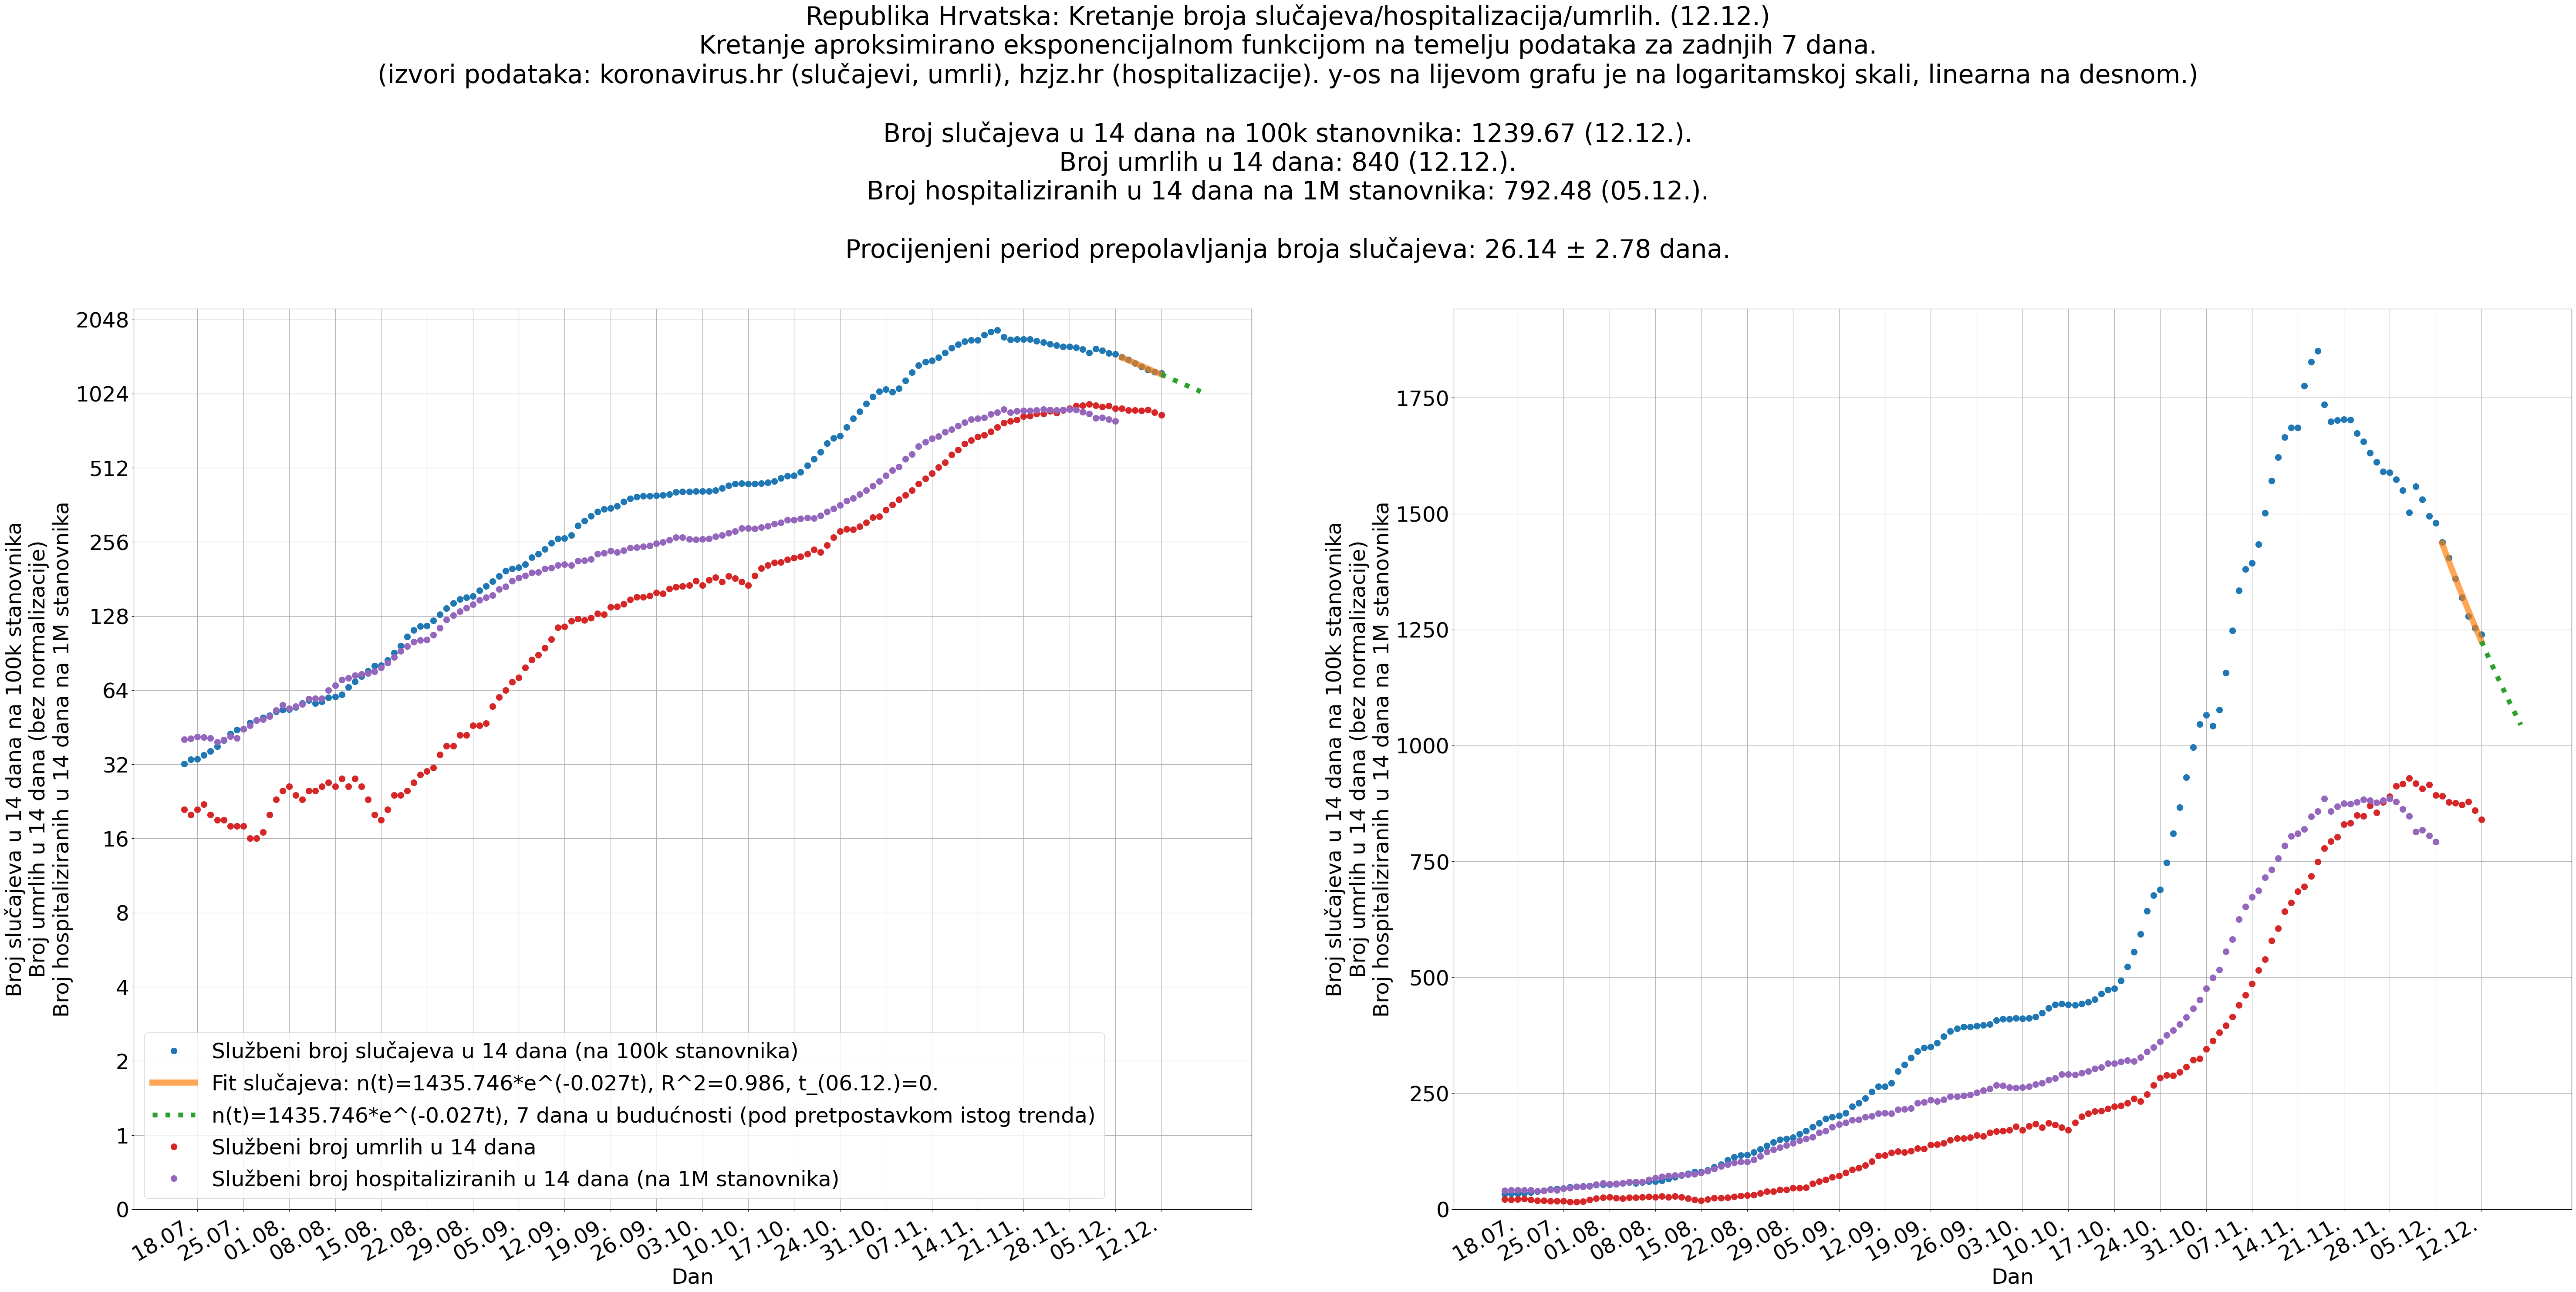 Republika Hrvatska: Kretanje broja slučajeva/hospitalizacija/umrlih. (12.12.)
Kretanje aproksimirano eksponencijalnom funkcijom na temelju podataka za zadnjih 7 dana.
(izvori podataka: koronavirus.hr (slučajevi, umrli), hzjz.hr (hospitalizacije). y-os na lijevom grafu je na logaritamskoj skali, linearna na desnom.)
Broj slučajeva u 14 dana na 100k stanovnika: 1239.67 (12.12.).
Broj umrlih u 14 dana: 840 (12.12.).
Broj hospitaliziranih u 14 dana na 1M stanovnika: 792.48 (05.12.).
Procijenjeni period prepolavljanja broja slučajeva: 26.14 ± 2.78 dana.
Broj slučajeva u 14 dana na 100k stanovnika
Broj umrlih u 14 dana (bez normalizacije)
Broj hospitaliziranih u 14 dana na 1M stanovnika
2048
1024
512
256
128
64
32
16
8
4
2
1
0
Službeni broj slučajeva u 14 dana (na 100k stanovnika)
Fit slučajeva: n(t)=1435.746*e^(-0.027t), R^2=0.986, t_(06.12.)=0.
n(t)=1435.746*e^(-0.027t), 7 dana u budućnosti (pod pretpostavkom istog trenda)
Službeni broj umrlih u 14 dana
Službeni broj hospitaliziranih u 14 dana (na 1M stanovnika)
18.07. 25.07. 01.08. 08.08. 15.08. 22.08. 29.08. 05.09. 12.09. 19.09. 26.09. 03.10. 10.10. 17.10. 24.10. 31.10. 07.11. 14.11. 21.11. 28.11. 05.12. 12.12.
Dan
Broj slučajeva u 14 dana na 100k stanovnika
Broj umrlih u 14 dana (bez normalizacije)
Broj hospitaliziranih u 14 dana na 1M stanovnika
1750
1500
1250
1000
750
500
250
0
18.07. 25.07. 01.08. 08.08. 15.08. 22.08. 29.08. 05.09. 12.09. 19.09. 26.09. 03.10. 10.10. 17.10. 24.10. 31.10. 07.11. 14.11. 21.11. 28.11. 05.12. 12.12.
Dan